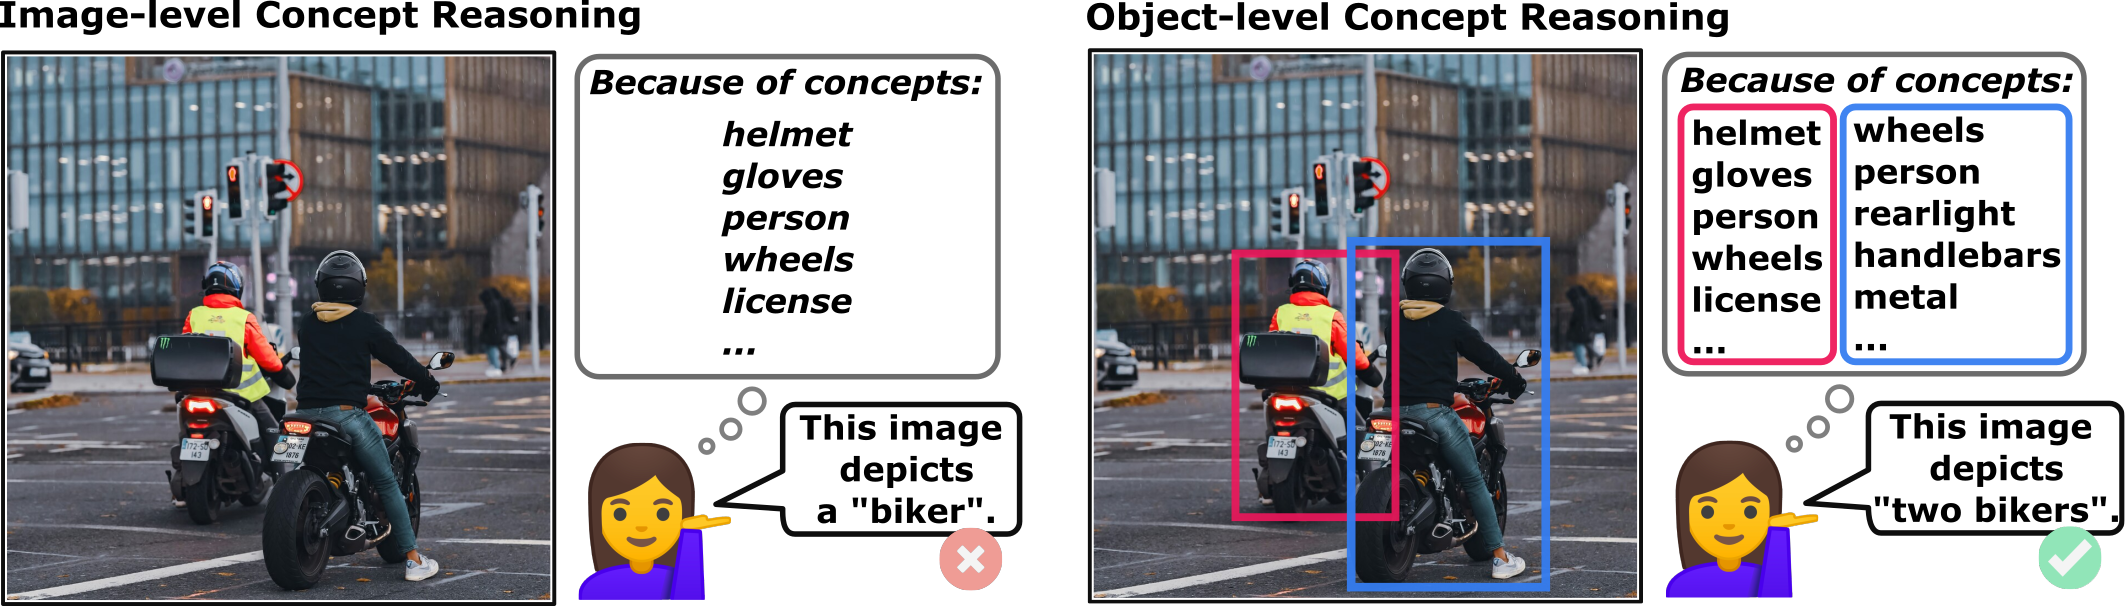 Image-level Concept Reasoning
Because of concepts:
helmet
gloves
person
wheels
license
...
This image
depicts
a "biker".
Object-level Concept Reasoning
Because of concepts:
helmet
gloves
person
wheels
license
...
wheels
person
rearlight
handlebars
metal
...
This image
depicts
"two bikers".